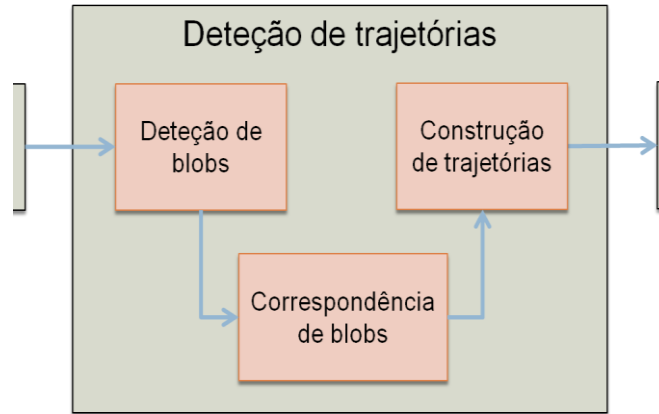 Deteção de trajetórias
Deteção de
blobs
Construção
de trajetórias
Correspondência
de blobs